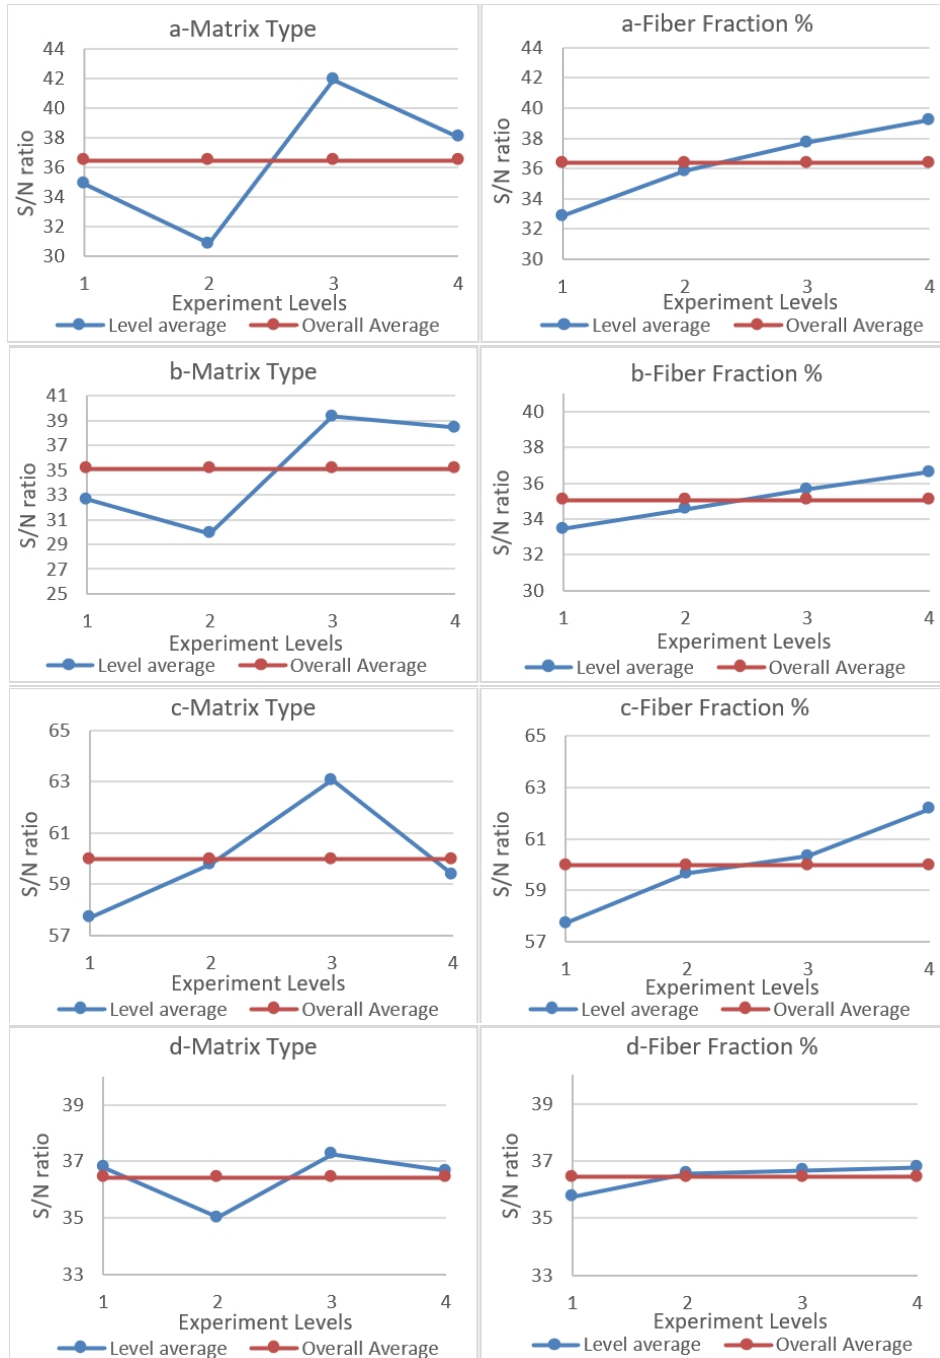 a-Matrix Type
S/N ratio
44
42
40
38
36
34
32
30
1 2 3 4
Experiment Levels
Level average Overall Average
a-Fiber Fraction %
S/N ratio
44
42
40
38
36
34
32
30
1 2 3 4
Experiment Levels
Level average Overall Average
b-Matrix Type
S/N ratio
41
39
37
35
33
31
29
27
25
1 2 3 4
Experiment Levels
Level average Overall Average
b-Fiber Fraction %
S/N ratio
40
38
36
34
32
30
1 2 3 4
Experiment Levels
Level average Overall Average
c-Matrix Type
S/N ratio
65
63
61
59
57
1 2 3 4
Experiment Levels
Level average Overall Average
c-Fiber Fraction %
S/N ratio
65
63
61
59
57
1 2 3 4
Experiment Levels
Level average Overall Average
d-Matrix Type
S/N ratio
39
37
35
33
1 2 3 4
Experiment Levels
Level average Overall Average
d-Fiber Fraction %
S/N ratio
39
37
35
33
1 2 3 4
Experiment Levels
Level average Overall Average